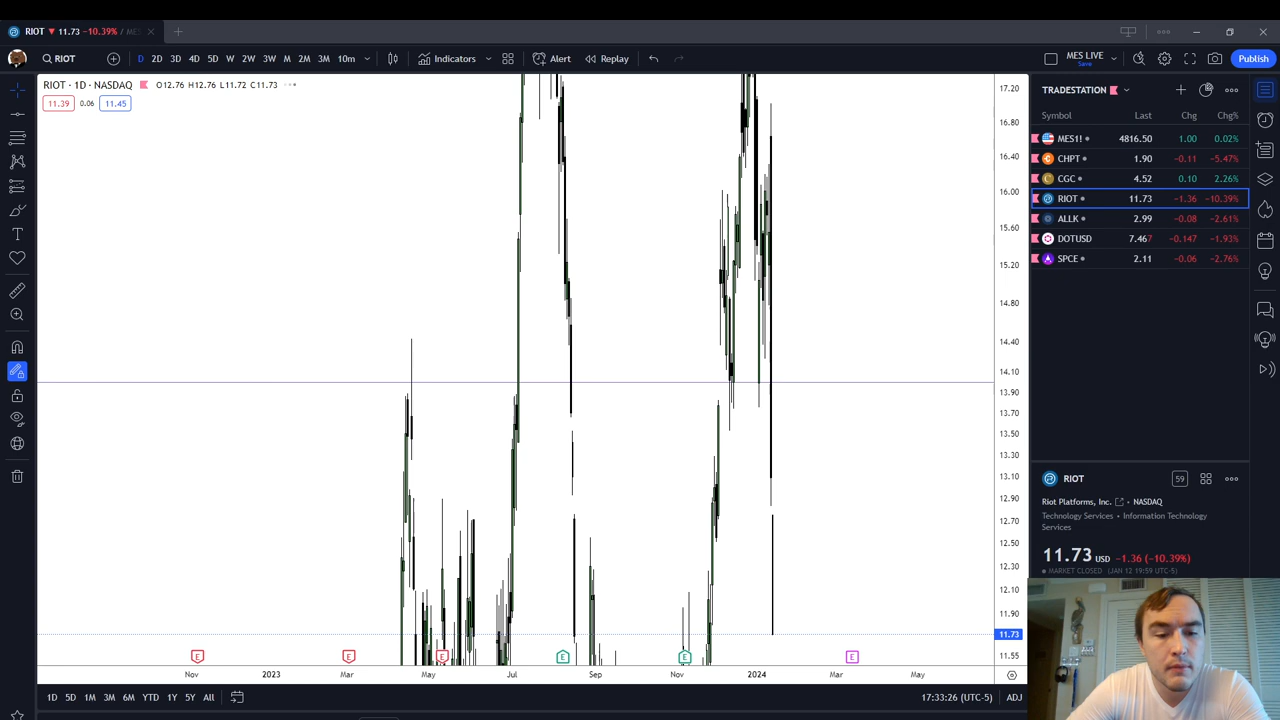 RIOT ▼ 11.73 −10.39% / MES
RIOT
D 2D 3D 4D 5D W 2W 3W M 2M 3M 10m
Indicators
Alert
Replay
MES LIVE
Save
Publish
RIOT · 1D · NASDAQ O12.76 H12.76 L11.72 C11.73
11.39 0.06 11.45
17.20
16.80
16.40
16.00
15.60
15.20
14.80
14.40
14.10
13.90
13.70
13.50
13.30
13.10
12.90
12.70
12.50
12.30
12.10
11.90
11.73
11.55
E E E E E E
Nov 2023 Mar May Jul Sep Nov 2024 Mar May
1D 5D 1M 3M 6M YTD 1Y 5Y All
17:33:26 (UTC-5) ADJ
TRADESTATION
Symbol Last Chg Chg%
MES1! 4816.50 1.00 0.02%
CHPT 1.90 −0.11 −5.47%
CGC 4.52 0.10 2.26%
RIOT 11.73 −1.36 −10.39%
ALLK 2.99 −0.08 −2.61%
DOTUSD 7.467 −0.147 −1.93%
SPCE 2.11 −0.06 −2.76%
RIOT
59
Riot Platforms, Inc. • NASDAQ
Technology Services • Information Technology
Services
11.73 USD −1.36 (−10.39%)
MARKET CLOSED (JAN 12 19:59 UTC-5)